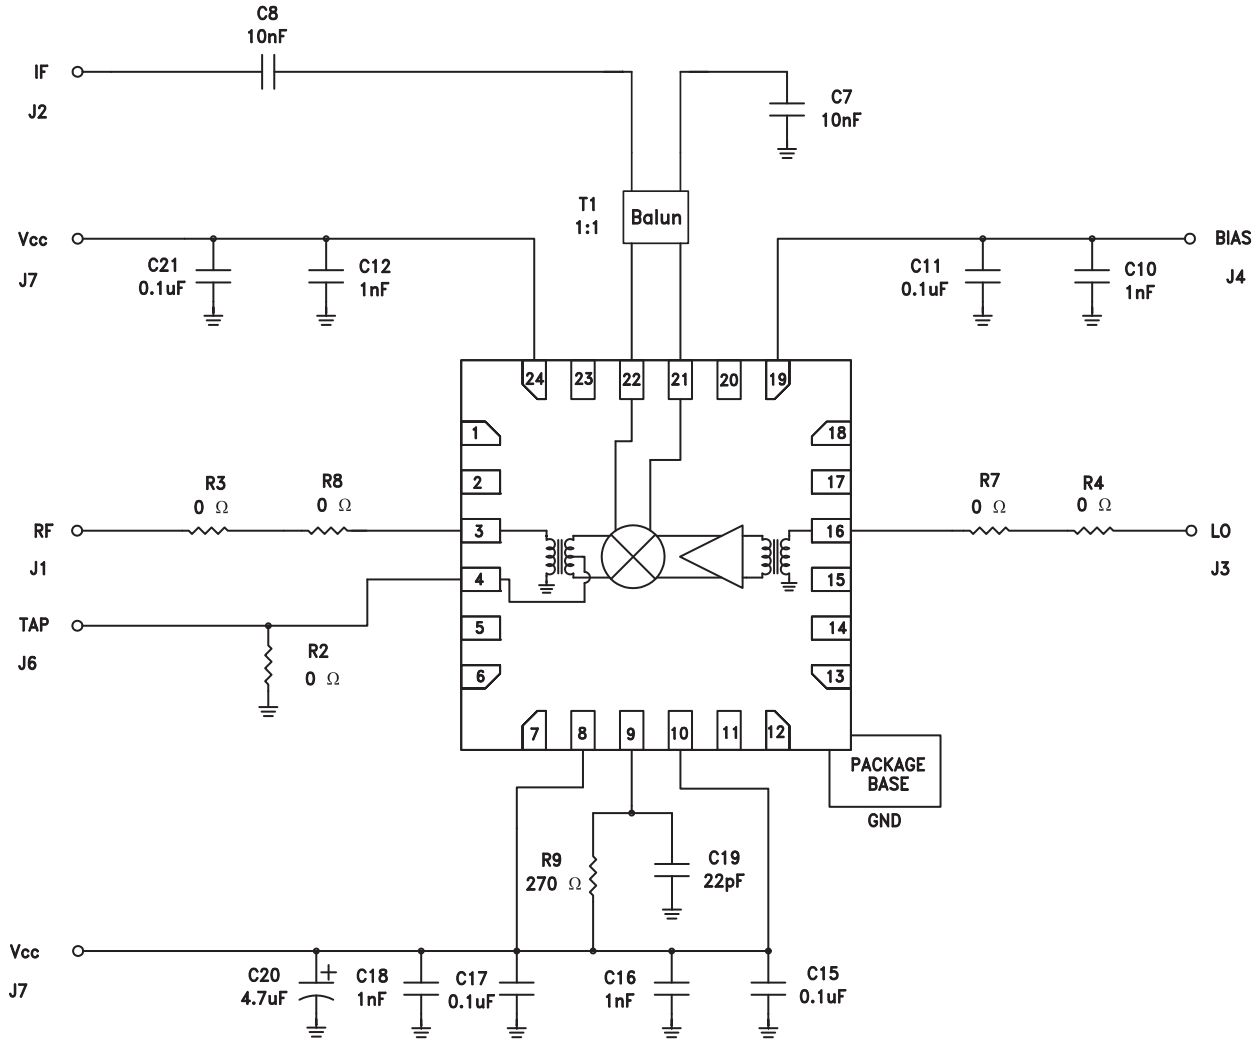 C8
10nF
IF
J2
C7
10nF
T1
1:1
Balun
Vcc
J7
C21
0.1uF
C12
1nF
C11
0.1uF
C10
1nF
BIAS
J4
24
23
22
21
20
19
1
2
3
4
5
6
18
17
16
15
14
13
R3
0 Ω
R8
0 Ω
RF
J1
R7
0 Ω
R4
0 Ω
LO
J3
TAP
J6
R2
0 Ω
7
8
9
10
11
12
PACKAGE
BASE
GND
R9
270 Ω
C19
22pF
Vcc
J7
C20
4.7uF
+
C18
1nF
C17
0.1uF
C16
1nF
C15
0.1uF